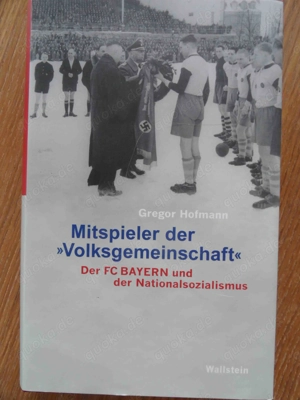 Gregor Hofmann
Mitspieler der
»Volksgemeinschaft«
Der FC BAYERN und
der Nationalsozialismus
Wallstein